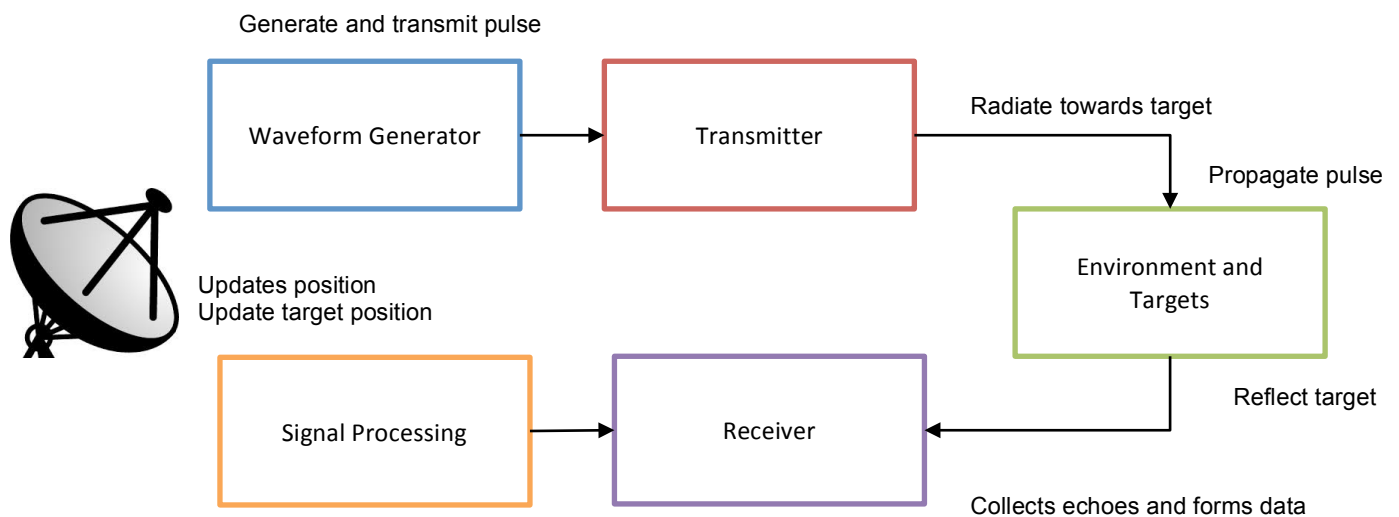 Generate and transmit pulse
Waveform Generator
Transmitter
Radiate towards target
Propagate pulse
Environment and
Targets
Updates position
Update target position
Reflect target
Signal Processing
Receiver
Collects echoes and forms data